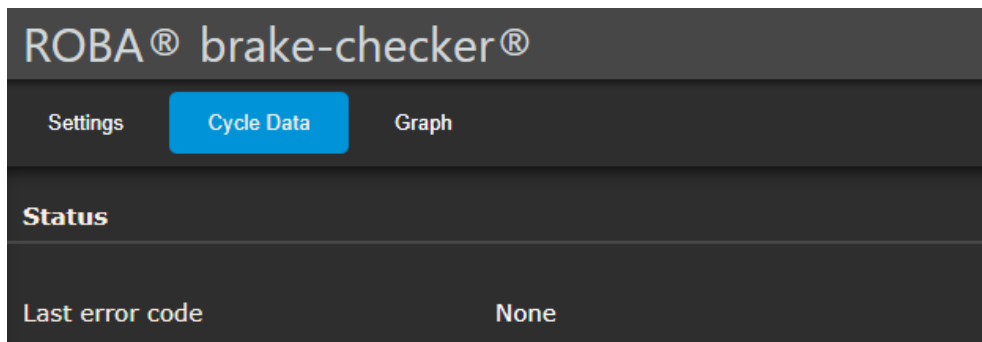 ROBA® brake-checker®
Settings Cycle Data Graph
Status
Last error code None